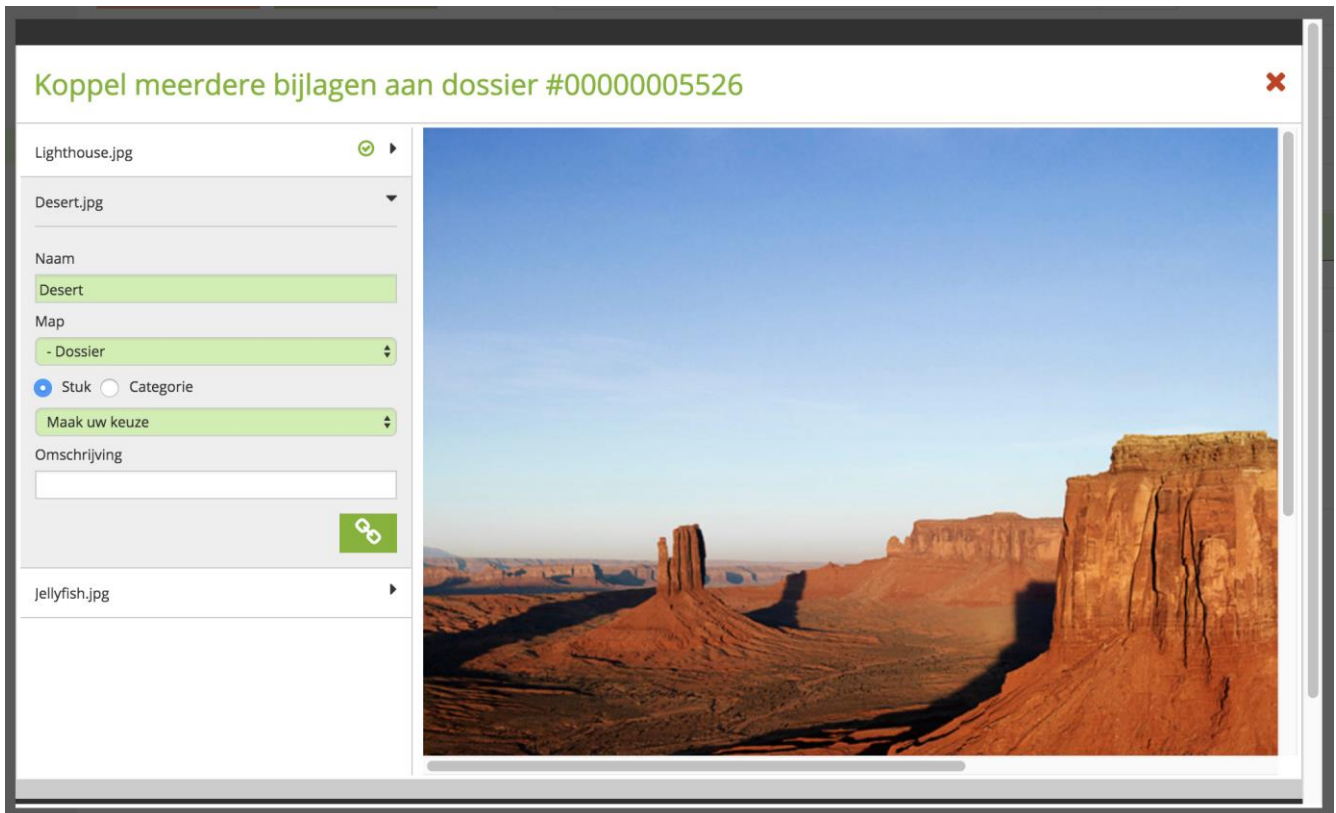 Koppel meerdere bijlagen aan dossier #00000005526
Lighthouse.jpg
Desert.jpg
Naam
Desert
Map
- Dossier
Stuk Categorie
Maak uw keuze
Omschrijving
Jellyfish.jpg